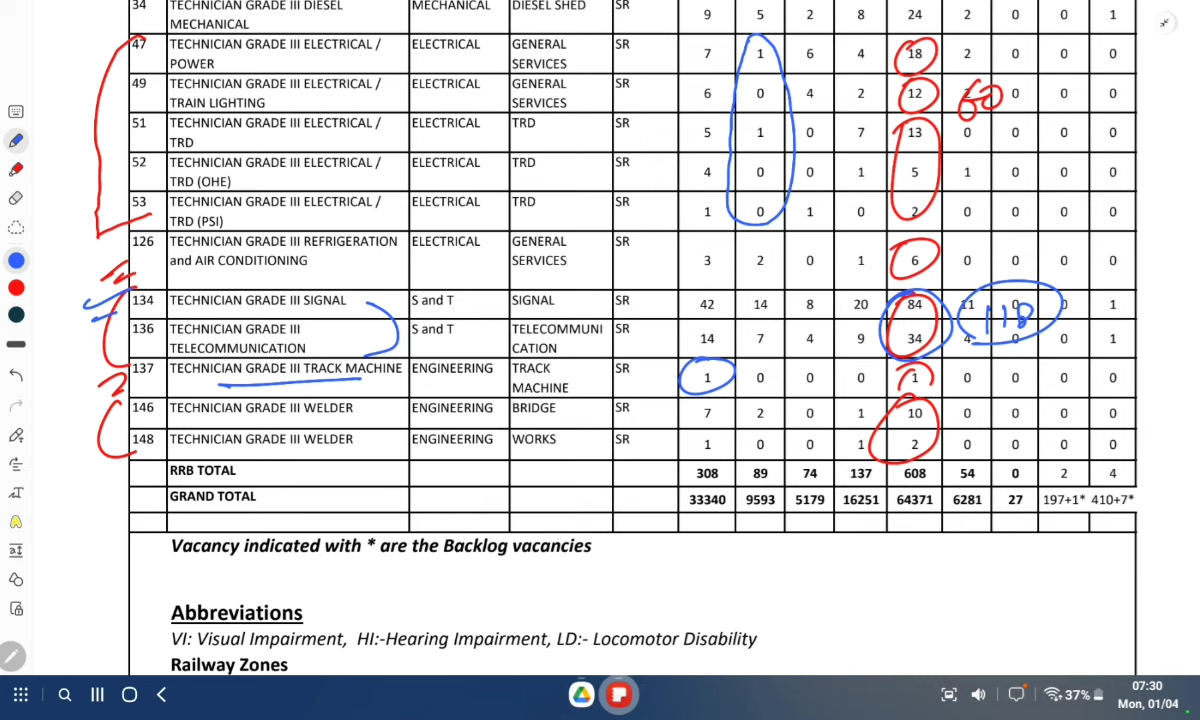 34 TECHNICIAN GRADE III DIESEL MECHANICAL DIESEL SHED SR
MECHANICAL 9 5 2 8 24 2 0 0 1
47 TECHNICIAN GRADE III ELECTRICAL / ELECTRICAL GENERAL SR
POWER SERVICES 7 1 6 4 18 2 0 0 0
49 TECHNICIAN GRADE III ELECTRICAL / ELECTRICAL GENERAL SR
TRAIN LIGHTING SERVICES 6 0 4 2 12 60 0 0 0
51 TECHNICIAN GRADE III ELECTRICAL / ELECTRICAL TRD SR
TRD 5 1 0 7 13 0 0 0 0
52 TECHNICIAN GRADE III ELECTRICAL / ELECTRICAL TRD SR
TRD (OHE) 4 0 0 1 5 1 0 0 0
53 TECHNICIAN GRADE III ELECTRICAL / ELECTRICAL TRD SR
TRD (PSI) 1 0 1 0 2 0 0 0 0
126 TECHNICIAN GRADE III REFRIGERATION ELECTRICAL GENERAL SR
and AIR CONDITIONING SERVICES 3 2 0 1 6 0 0 0 0
134 TECHNICIAN GRADE III SIGNAL S and T SIGNAL SR 42 14 8 20 84 11 0 0 1
118
136 TECHNICIAN GRADE III S and T TELECOMMUNI SR
TELECOMMUNICATION CATION 14 7 4 9 34 4 0 0 1
137 TECHNICIAN GRADE III TRACK MACHINE ENGINEERING TRACK SR
MACHINE 1 0 0 0 1 0 0 0 0
146 TECHNICIAN GRADE III WELDER ENGINEERING BRIDGE SR 7 2 0 1 10 0 0 0 0
148 TECHNICIAN GRADE III WELDER ENGINEERING WORKS SR 1 0 0 1 2 0 0 0 0
RRB TOTAL 308 89 74 137 608 54 0 2 4
GRAND TOTAL 33340 9593 5179 16251 64371 6281 27 197+1* 410+7*
Vacancy indicated with * are the Backlog vacancies
Abbreviations
VI: Visual Impairment, HI:-Hearing Impairment, LD:- Locomotor Disability
Railway Zones
07:30
37%
Mon, 01/04